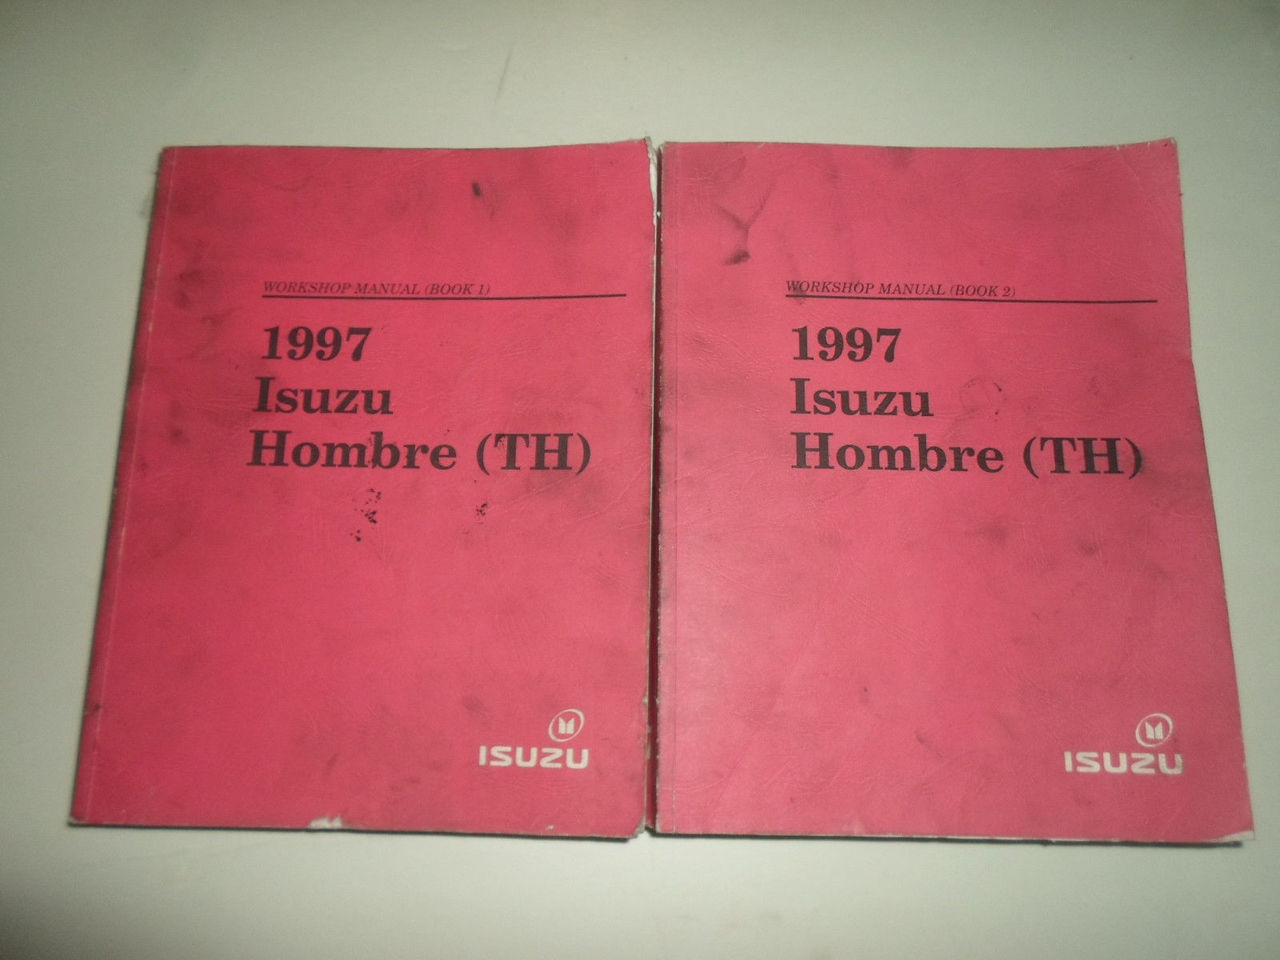 WORKSHOP MANUAL (BOOK 1)
1997
Isuzu
Hombre (TH)
ISUZU
WORKSHOP MANUAL (BOOK 2)
1997
Isuzu
Hombre (TH)
ISUZU